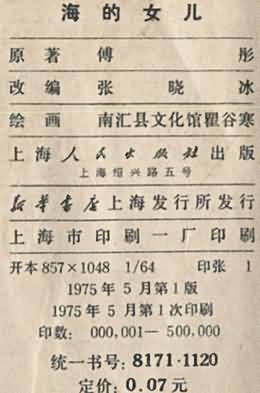 海的女儿
原著 傅彤
改编 张晓冰
绘画 南汇县文化馆瞿谷寒
上海人民出版社出版
上海绍兴路五号
新华书店上海发行所发行
上海市印刷一厂印刷
开本 857×1048 1/64 印张 1
1975年5月第1版
1975年5月第1次印刷
印数：000,001—500,000
统一书号：8171·1120
定价：0.07元